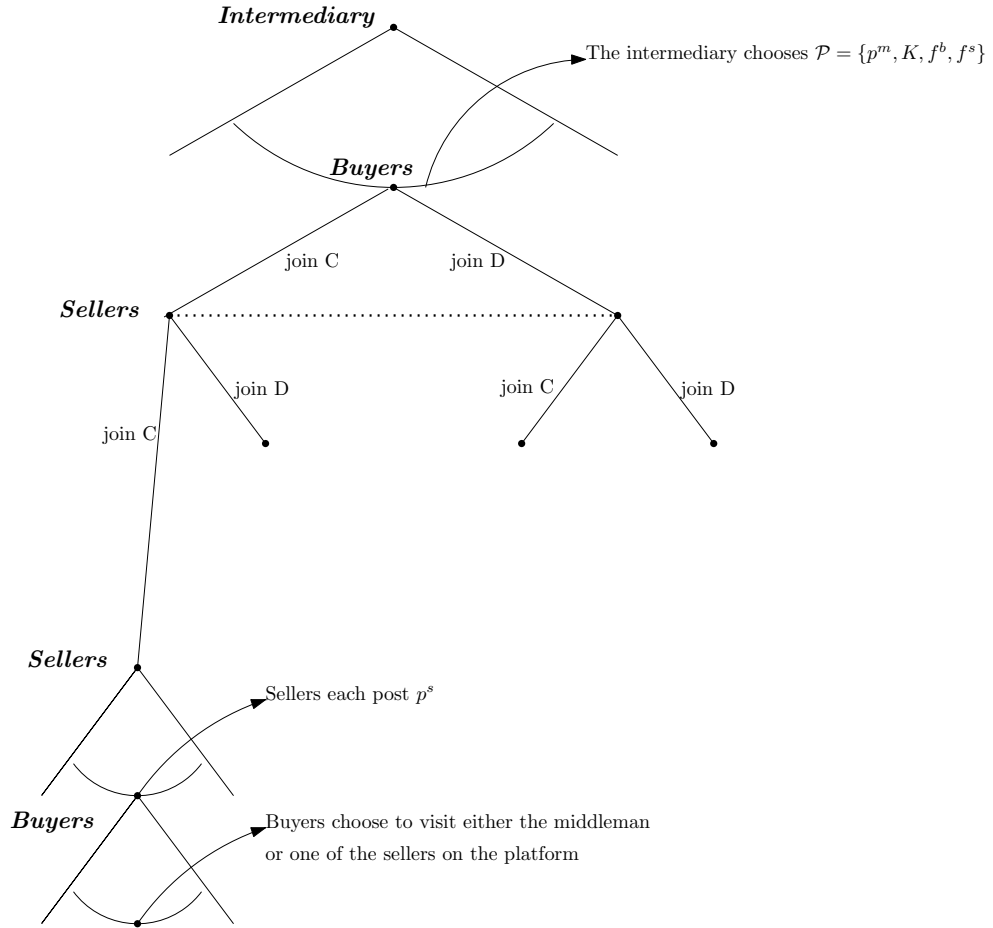 Intermediary
The intermediary chooses 𝒫 = {p^m, K, f^b, f^s}
Buyers
join C
join D
Sellers
join D
join C
join D
join C
Sellers
Sellers each post p^s
Buyers
Buyers choose to visit either the middleman
or one of the sellers on the platform